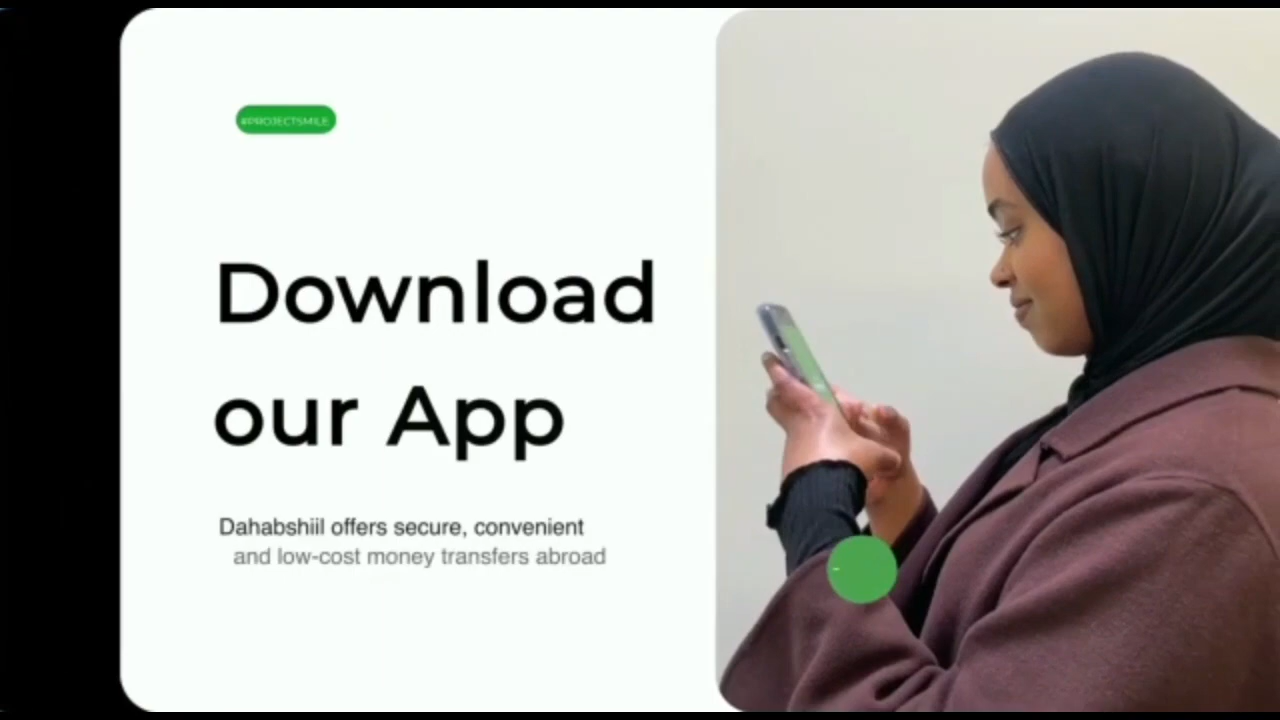 #PROJECTSMILE
Download
our App
Dahabshiil offers secure, convenient
and low-cost money transfers abroad